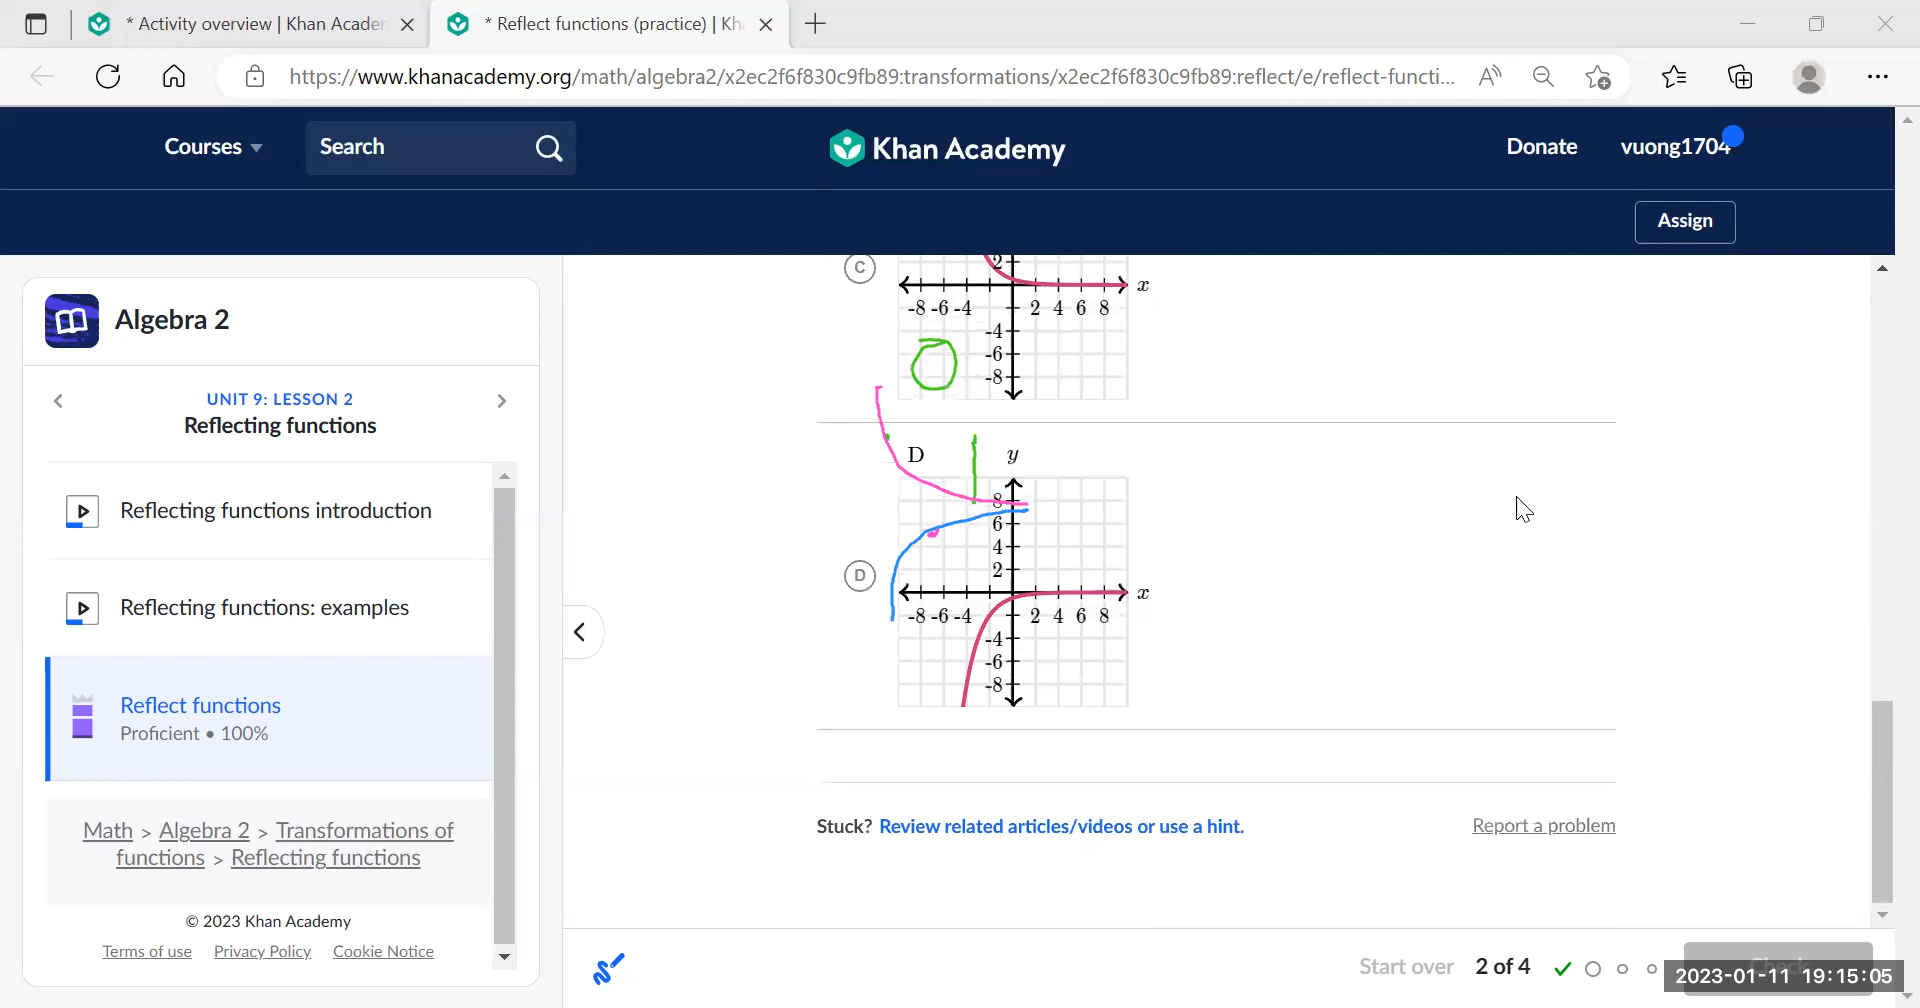 * Activity overview | Khan Acade
* Reflect functions (practice) | Kh
https://www.khanacademy.org/math/algebra2/x2ec2f6f830c9fb89:transformations/x2ec2f6f830c9fb89:reflect/e/reflect-functi...
Courses
Search
Khan Academy
Donate
vuong1704
Assign
Algebra 2
UNIT 9: LESSON 2
Reflecting functions
Reflecting functions introduction
Reflecting functions: examples
Reflect functions
Proficient • 100%
Math > Algebra 2 > Transformations of
functions > Reflecting functions
© 2023 Khan Academy
Terms of use Privacy Policy Cookie Notice
C
2
x
-8 -6 -4 2 4 6 8
-4
-6
-8
D
y
8
6
4
2
D
x
-8 -6 -4 2 4 6 8
-4
-6
-8
Stuck? Review related articles/videos or use a hint.
Report a problem
Start over 2 of 4
Check
2023-01-11 19:15:05